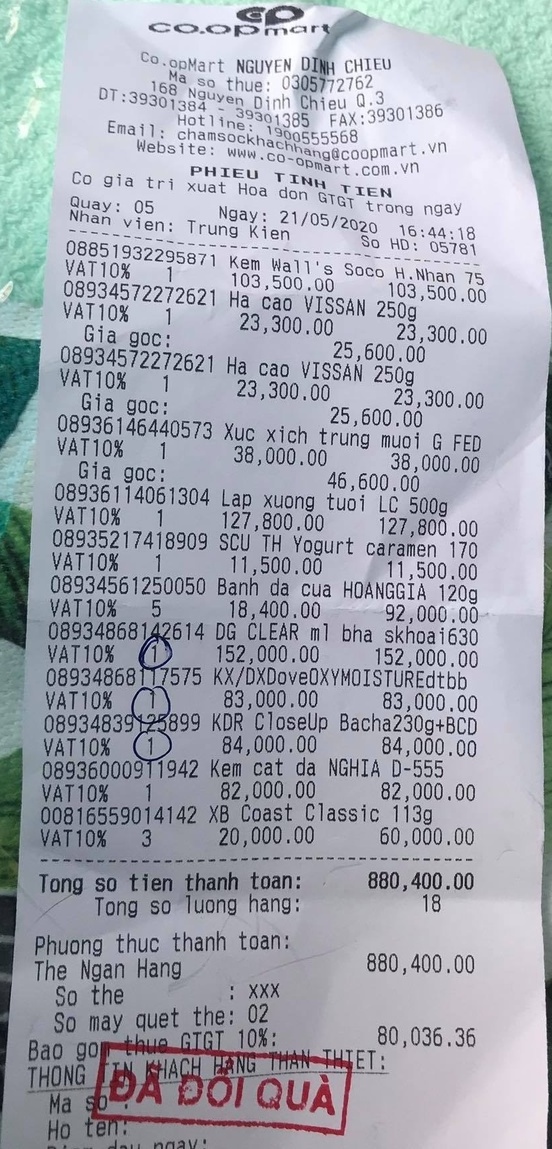 co.opmart
Co.opMart NGUYEN DINH CHIEU
Ma so thue: 0305772762
168 Nguyen Dinh Chieu Q.3
DT:39301384 - 39301385 FAX:39301386
Hotline: 1900555568
Email: chamsockhachhang@coopmart.vn
Website: www.co-opmart.com.vn
PHIEU TINH TIEN
Co gia tri xuat Hoa don GTGT trong ngay
Quay: 05 Ngay: 21/05/2020 16:44:18
Nhan vien: Trung Kien So HD: 05781
08851932295871 Kem Wall's Soco H.Nhan 75
VAT10% 1 103,500.00 103,500.00
08934572272621 Ha cao VISSAN 250g
VAT10% 1 23,300.00 23,300.00
Gia goc: 25,600.00
08934572272621 Ha cao VISSAN 250g
VAT10% 1 23,300.00 23,300.00
Gia goc: 25,600.00
08936146440573 Xuc xich trung muoi G FED
VAT10% 1 38,000.00 38,000.00
Gia goc: 46,600.00
08936114061304 Lap xuong tuoi LC 500g
VAT10% 1 127,800.00 127,800.00
08935217418909 SCU TH Yogurt caramen 170
VAT10% 1 11,500.00 11,500.00
08934561250050 Banh da cua HOANGGIA 120g
VAT10% 5 18,400.00 92,000.00
08934868142614 DG CLEAR ml bha skhoai630
VAT10% 1 152,000.00 152,000.00
08934868117575 KX/DXDoveOXYMOISTUREdtbb
VAT10% 1 83,000.00 83,000.00
08934839125899 KDR CloseUp Bacha230g+BCD
VAT10% 1 84,000.00 84,000.00
08936000911942 Kem cat da NGHIA D-555
VAT10% 1 82,000.00 82,000.00
00816559014142 XB Coast Classic 113g
VAT10% 3 20,000.00 60,000.00
Tong so tien thanh toan: 880,400.00
Tong so luong hang: 18
Phuong thuc thanh toan:
The Ngan Hang 880,400.00
So the : XXX
So may quet the: 02
Bao gom thue GTGT 10%: 80,036.36
THONG TIN KHACH HANG THAN THIET:
ĐÃ ĐỔI QUÀ
Ma so :
Ho ten: